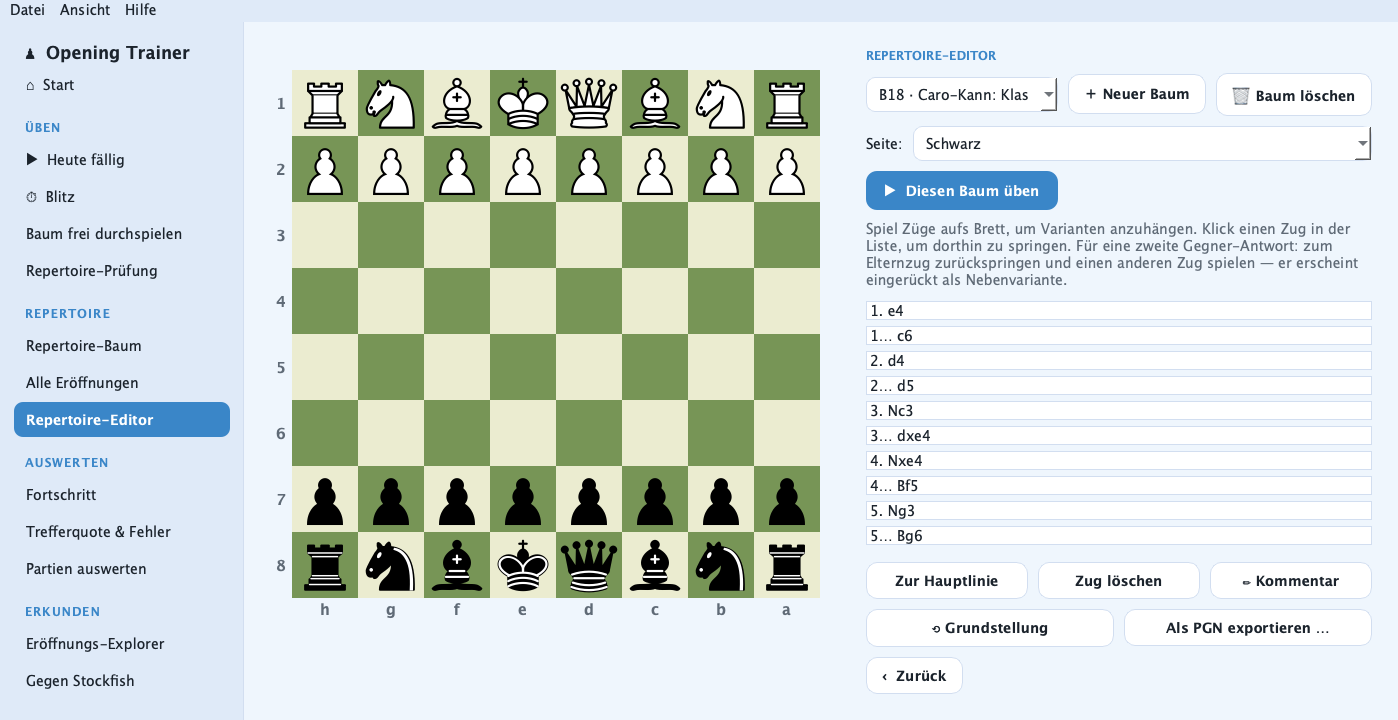 Datei Ansicht Hilfe
♟ Opening Trainer
⌂ Start
ÜBEN
▶ Heute fällig
⏱ Blitz
Baum frei durchspielen
Repertoire-Prüfung
REPERTOIRE
Repertoire-Baum
Alle Eröffnungen
Repertoire-Editor
AUSWERTEN
Fortschritt
Trefferquote & Fehler
Partien auswerten
ERKUNDEN
Eröffnungs-Explorer
Gegen Stockfish
1
2
3
4
5
6
7
8
h g f e d c b a
REPERTOIRE-EDITOR
B18 · Caro-Kann: Klas
+ Neuer Baum
🗑 Baum löschen
Seite: Schwarz
▶ Diesen Baum üben
Spiel Züge aufs Brett, um Varianten anzuhängen. Klick einen Zug in der
Liste, um dorthin zu springen. Für eine zweite Gegner-Antwort: zum
Elternzug zurückspringen und einen anderen Zug spielen — er erscheint
eingerückt als Nebenvariante.
1. e4
1… c6
2. d4
2… d5
3. Nc3
3… dxe4
4. Nxe4
4… Bf5
5. Ng3
5… Bg6
Zur Hauptlinie
Zug löschen
✏ Kommentar
⟲ Grundstellung
Als PGN exportieren …
‹ Zurück